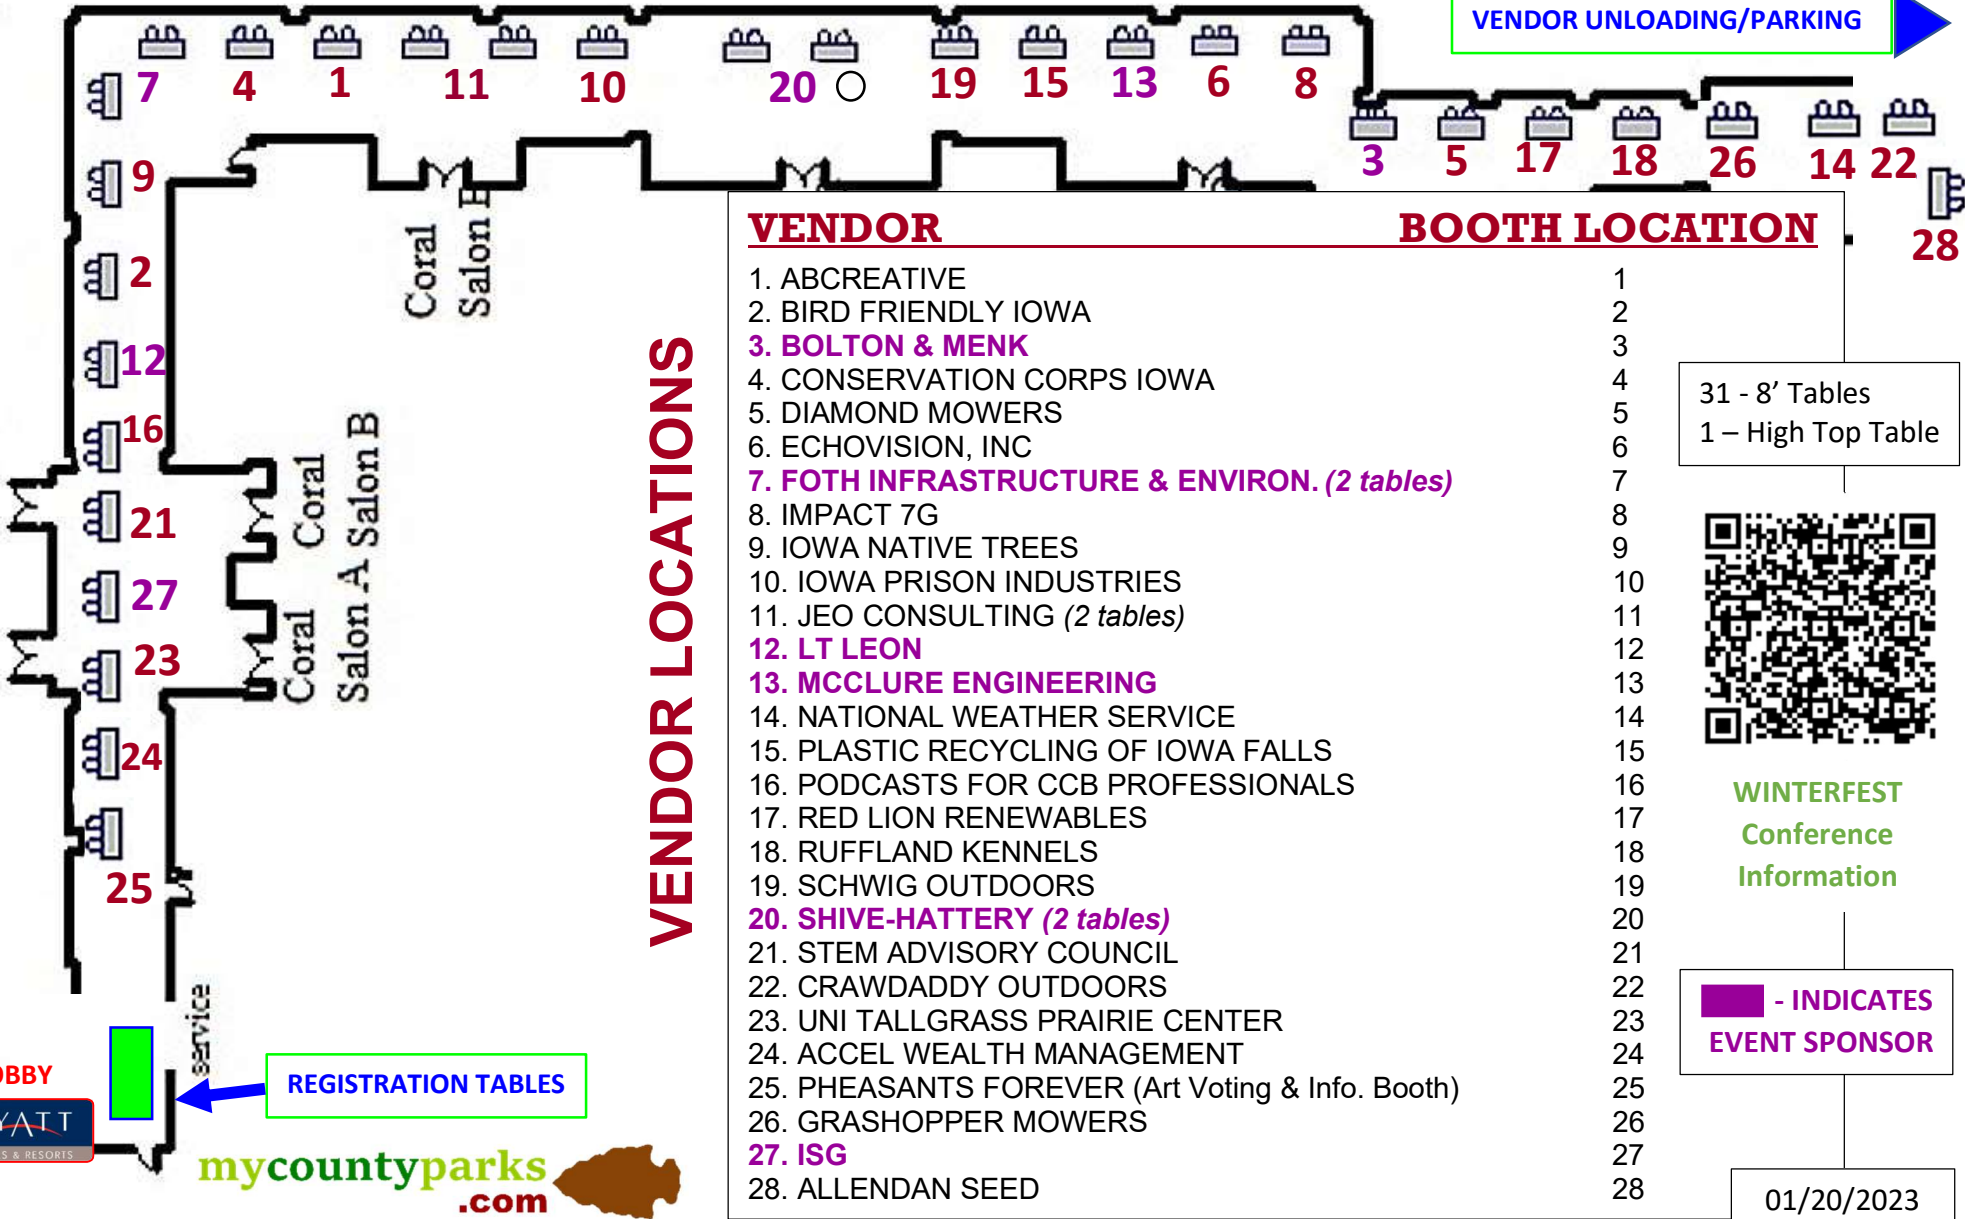 VENDOR UNLOADING/PARKING
7 4 1 11 10 20 19 15 13 6 8
3 5 17 18 26 14 22
28
9
2
12
16
21
27
23
24
25
Coral
Salon
Coral
Salon B
Coral
Salon A
service
VENDOR LOCATIONS
VENDOR BOOTH LOCATION
1. ABCREATIVE 1
2. BIRD FRIENDLY IOWA 2
3. BOLTON & MENK 3
4. CONSERVATION CORPS IOWA 4
5. DIAMOND MOWERS 5
6. ECHOVISION, INC 6
7. FOTH INFRASTRUCTURE & ENVIRON. (2 tables) 7
8. IMPACT 7G 8
9. IOWA NATIVE TREES 9
10. IOWA PRISON INDUSTRIES 10
11. JEO CONSULTING (2 tables) 11
12. LT LEON 12
13. MCCLURE ENGINEERING 13
14. NATIONAL WEATHER SERVICE 14
15. PLASTIC RECYCLING OF IOWA FALLS 15
16. PODCASTS FOR CCB PROFESSIONALS 16
17. RED LION RENEWABLES 17
18. RUFFLAND KENNELS 18
19. SCHWIG OUTDOORS 19
20. SHIVE-HATTERY (2 tables) 20
21. STEM ADVISORY COUNCIL 21
22. CRAWDADDY OUTDOORS 22
23. UNI TALLGRASS PRAIRIE CENTER 23
24. ACCEL WEALTH MANAGEMENT 24
25. PHEASANTS FOREVER (Art Voting & Info. Booth) 25
26. GRASHOPPER MOWERS 26
27. ISG 27
28. ALLENDAN SEED 28
31 - 8' Tables
1 – High Top Table
WINTERFEST
Conference
Information
- INDICATES
EVENT SPONSOR
01/20/2023
OBBY
YATT
S & RESORTS
REGISTRATION TABLES
mycountyparks
.com